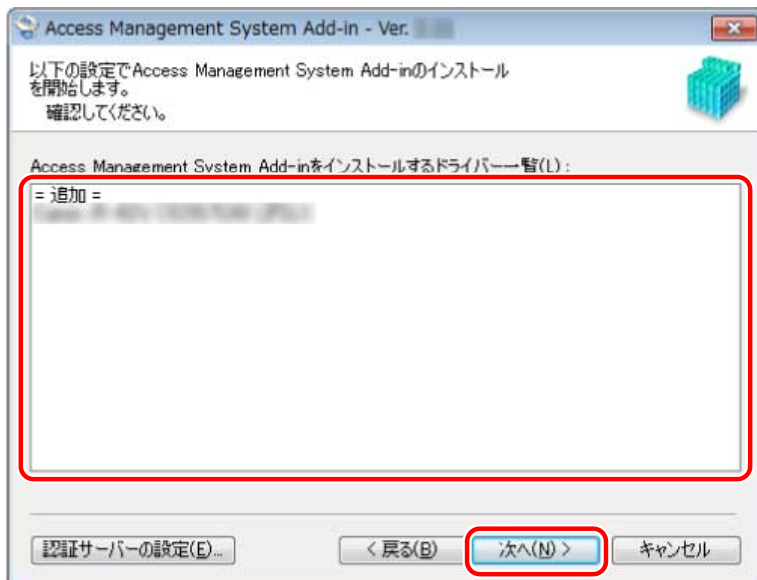 Access Management System Add-in - Ver.
以下の設定でAccess Management System Add-inのインストール
を開始します。
確認してください。
Access Management System Add-inをインストールするドライバー一覧(L) :
= 追加 =
認証サーバーの設定(E)...
< 戻る(B)
次へ(N) >
キャンセル